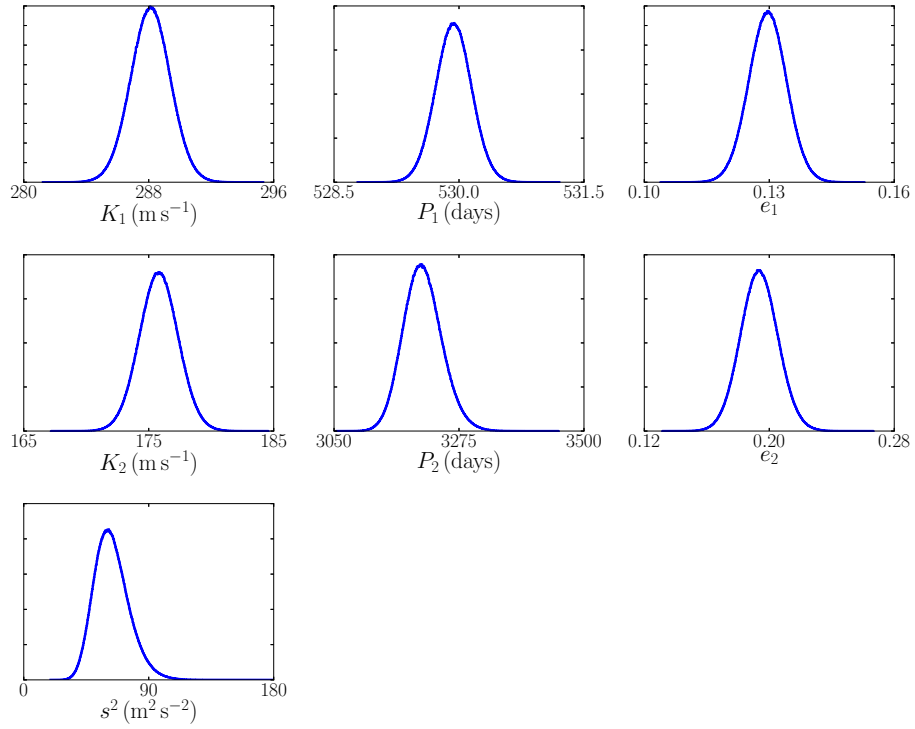 280 288 296 528.5 530.0 531.5 0.10 0.13 0.16
K₁ (m s⁻¹) P₁ (days) e₁
165 175 185 3050 3275 3500 0.12 0.20 0.28
K₂ (m s⁻¹) P₂ (days) e₂
0 90 180
s² (m² s⁻²)